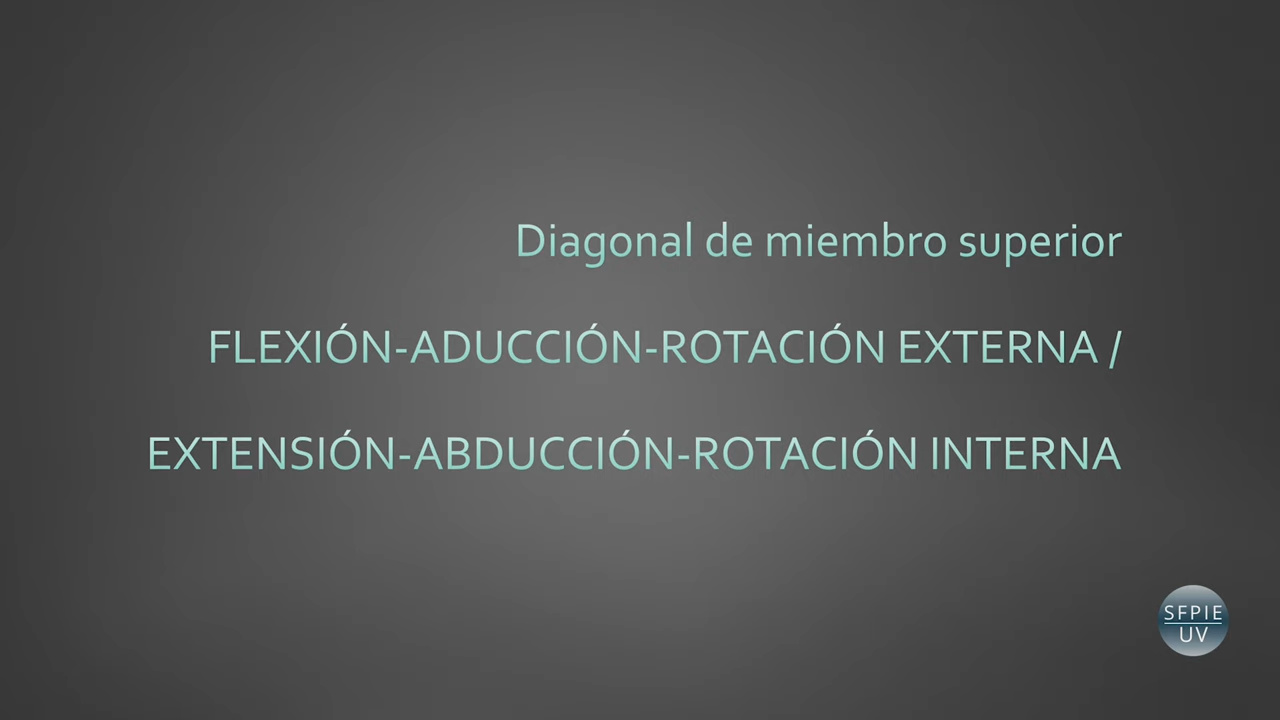 Diagonal de miembro superior
FLEXIÓN-ADUCCIÓN-ROTACIÓN EXTERNA /
EXTENSIÓN-ABDUCCIÓN-ROTACIÓN INTERNA
SFPIE
UV